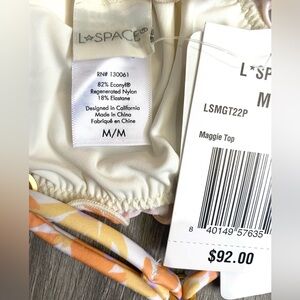 L*SPACE®
RN# 130061
82% Econyl®
Regenerated Nylon
18% Elastane
Designed in California
Made in China
Fabriqué en Chine
M/M
L*SP
M
LSMGT22P
Maggie Top
8 40149 57635
$92.00